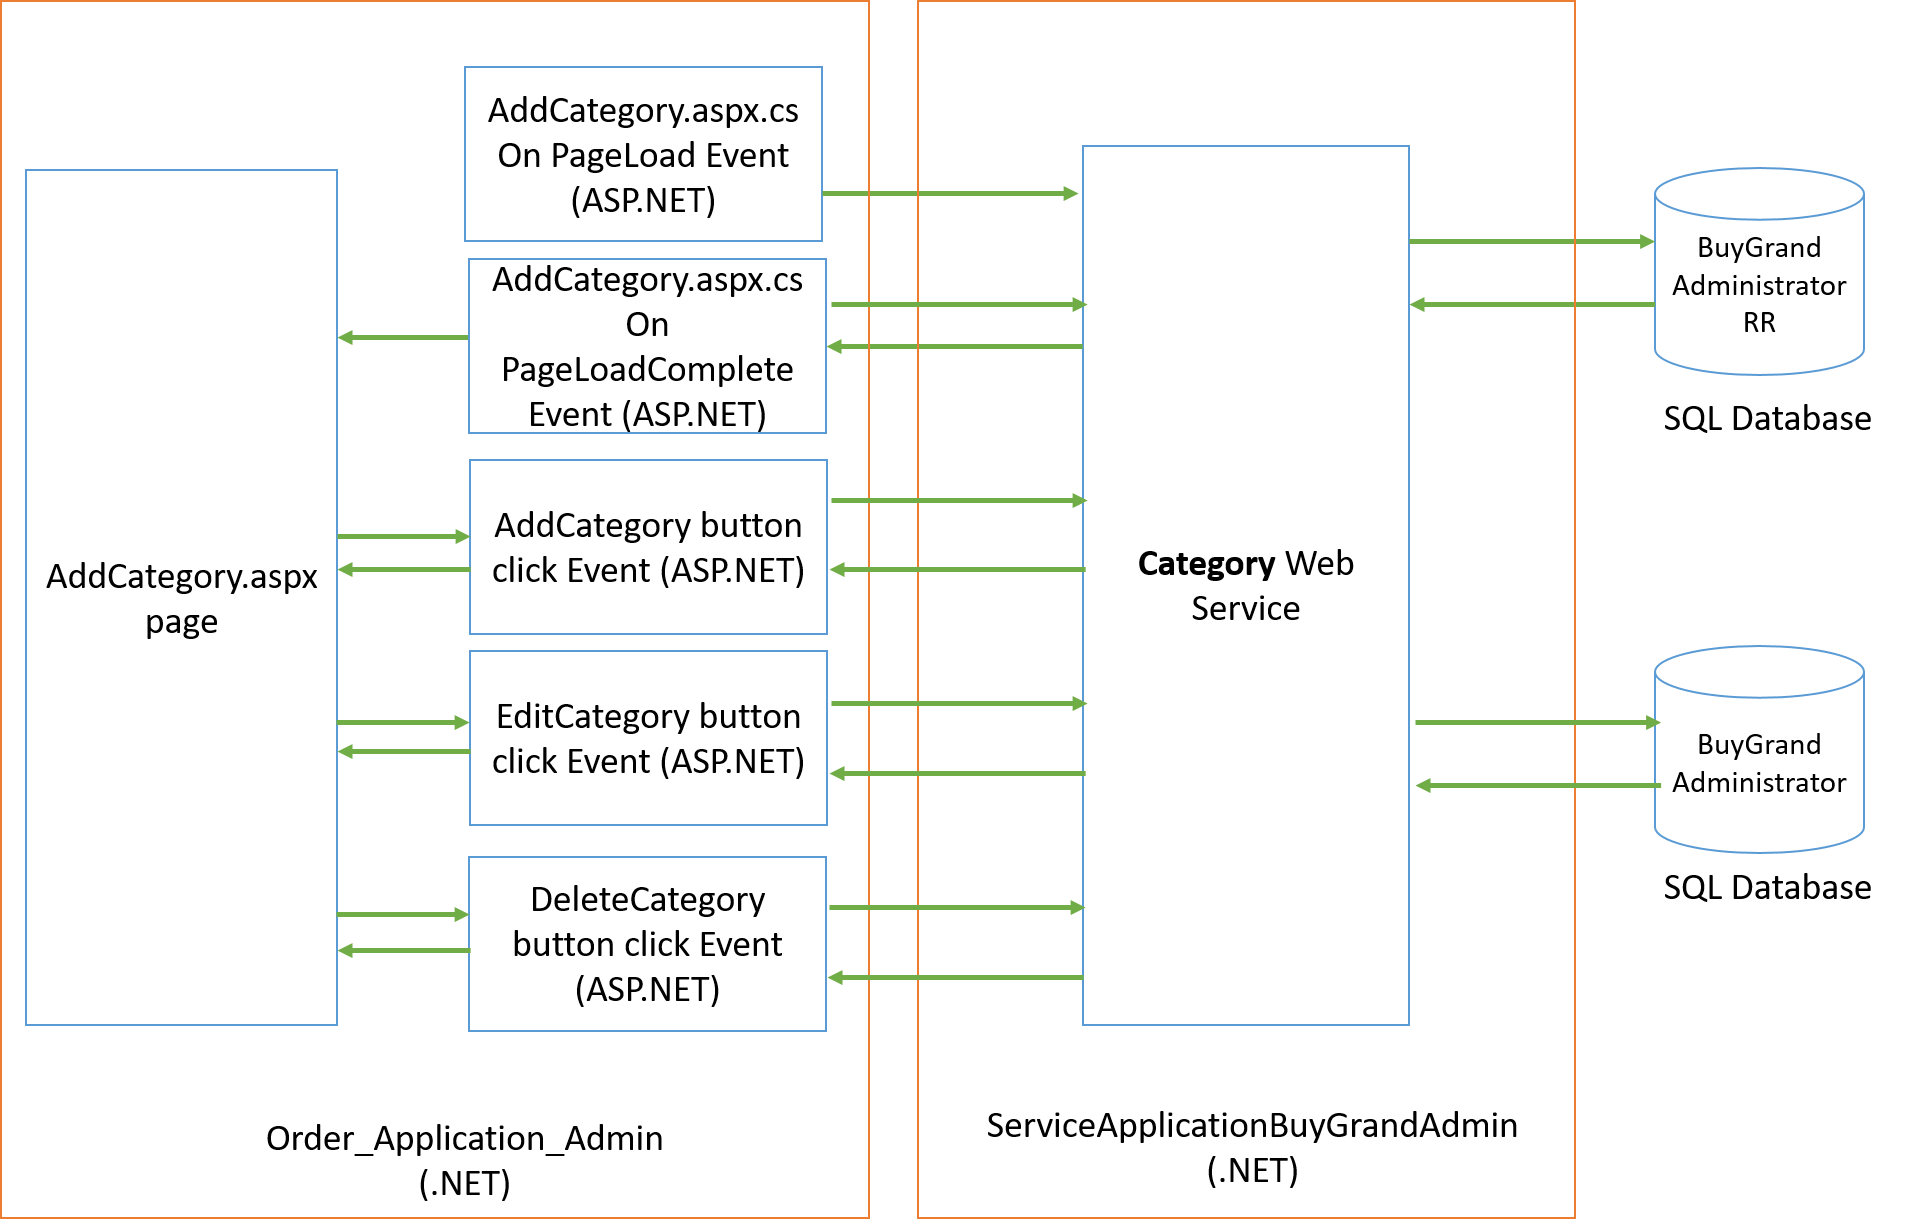 AddCategory.aspx
page
AddCategory.aspx.cs
On PageLoad Event
(ASP.NET)
AddCategory.aspx.cs
On
PageLoadComplete
Event (ASP.NET)
AddCategory button
click Event (ASP.NET)
EditCategory button
click Event (ASP.NET)
DeleteCategory
button click Event
(ASP.NET)
Order_Application_Admin
(.NET)
Category Web
Service
ServiceApplicationBuyGrandAdmin
(.NET)
BuyGrand
Administrator
RR
SQL Database
BuyGrand
Administrator
SQL Database